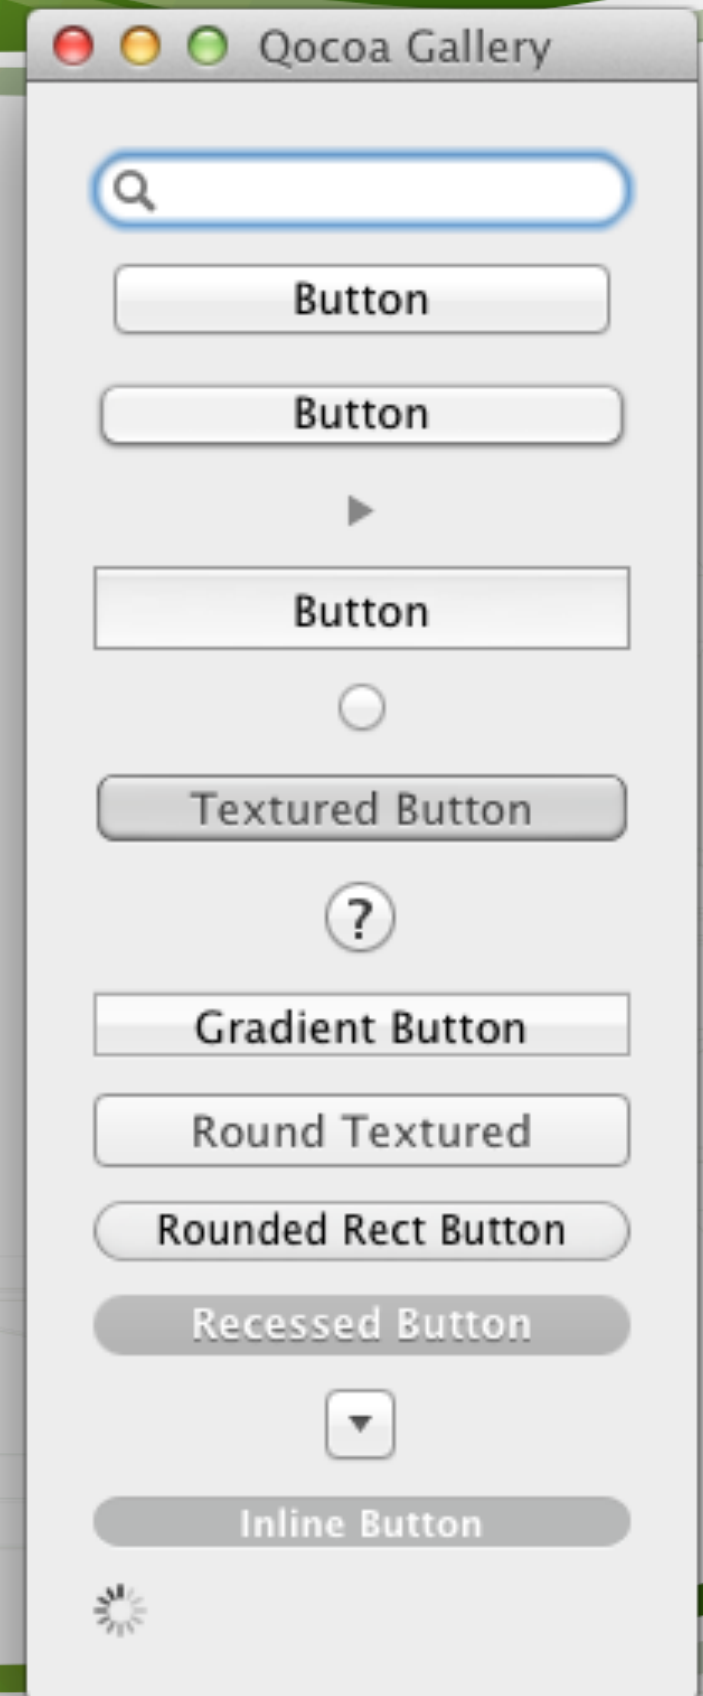 Qocoa Gallery
Button
Button
Button
Textured Button
?
Gradient Button
Round Textured
Rounded Rect Button
Recessed Button
Inline Button